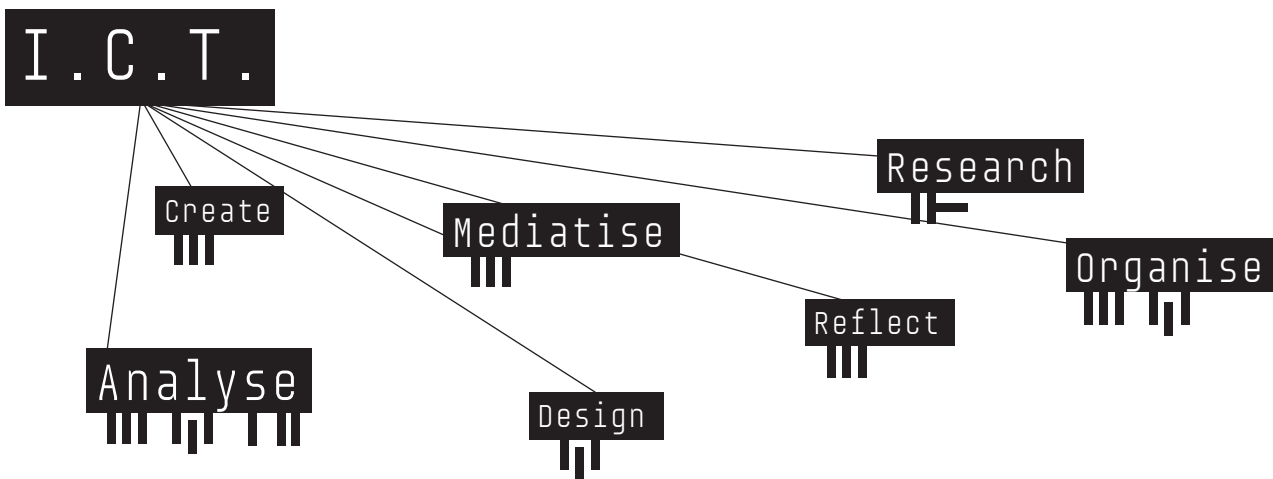 I.C.T.
Research
Create
Mediatise
Organise
Reflect
Analyse
Design